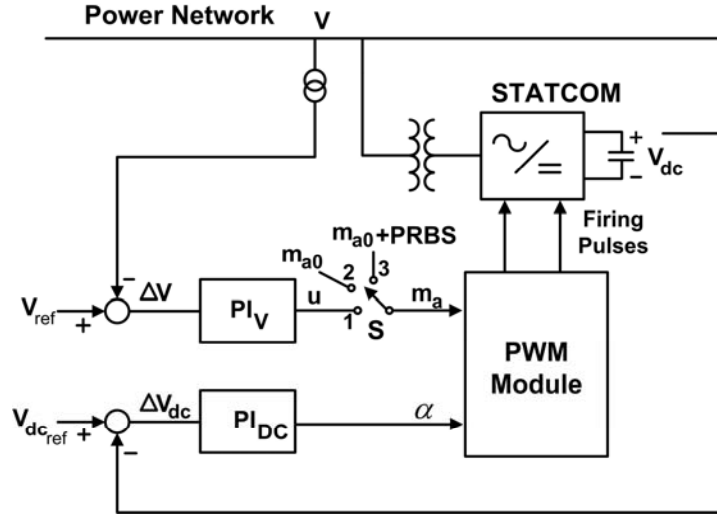 Power Network V
STATCOM
+
V_dc
−
Firing
Pulses
m_a0+PRBS
m_a0
2
3
−
ΔV
PI_V
u
1
S
m_a
V_ref
+
PWM
Module
ΔV_dc
PI_DC
α
V_dc_ref
+
−